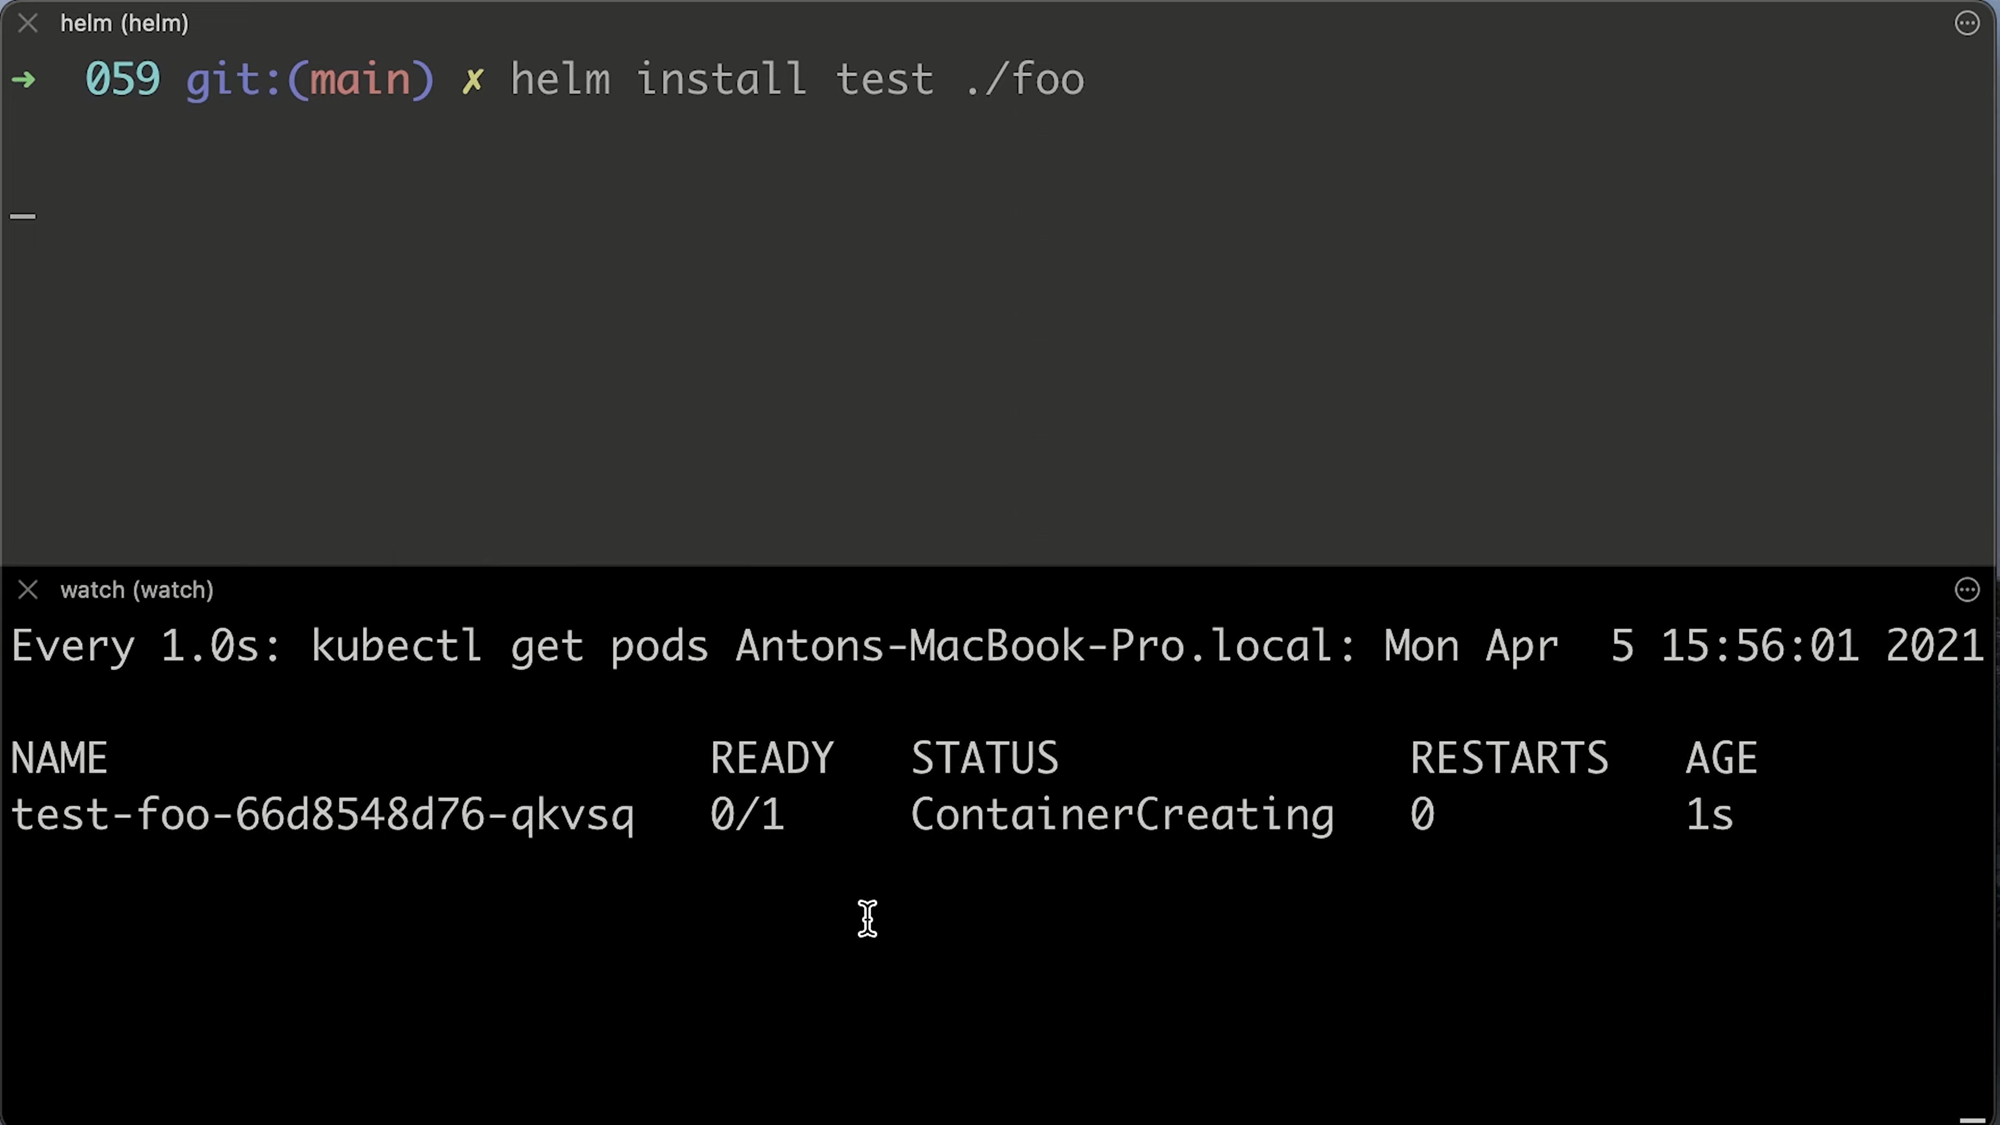 helm (helm)
➜ 059 git:(main) ✗ helm install test ./foo
watch (watch)
Every 1.0s: kubectl get pods Antons-MacBook-Pro.local: Mon Apr  5 15:56:01 2021
NAME READY STATUS RESTARTS AGE
test-foo-66d8548d76-qkvsq 0/1 ContainerCreating 0 1s